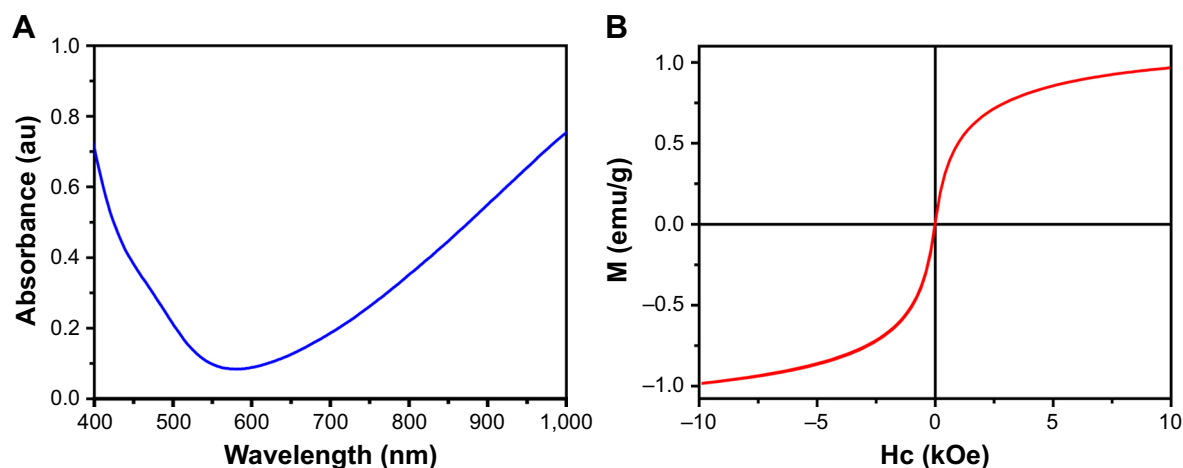 A
Absorbance (au)
1.0
0.8
0.6
0.4
0.2
0.0
400 500 600 700 800 900 1,000
Wavelength (nm)
B
M (emu/g)
1.0
0.5
0.0
–0.5
–1.0
–10 –5 0 5 10
Hc (kOe)